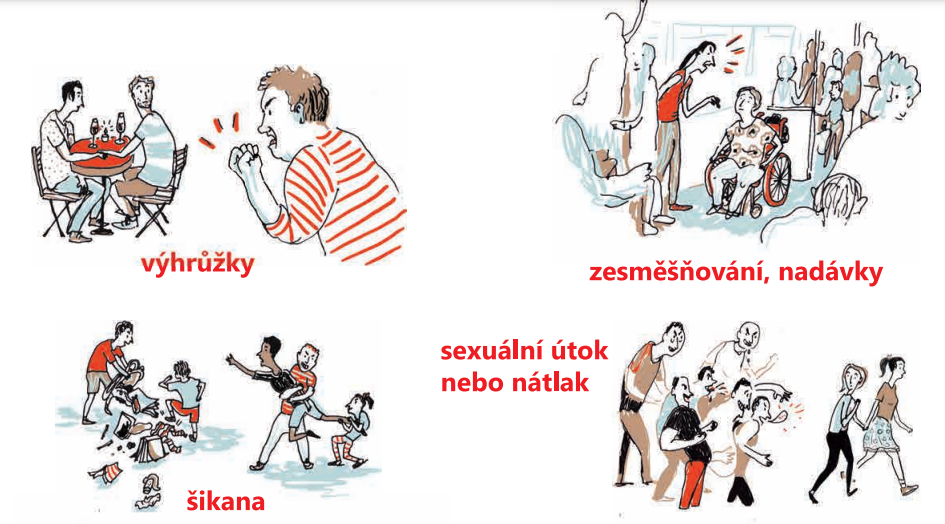 výhrůžky
zesměšňování, nadávky
sexuální útok
nebo nátlak
šikana